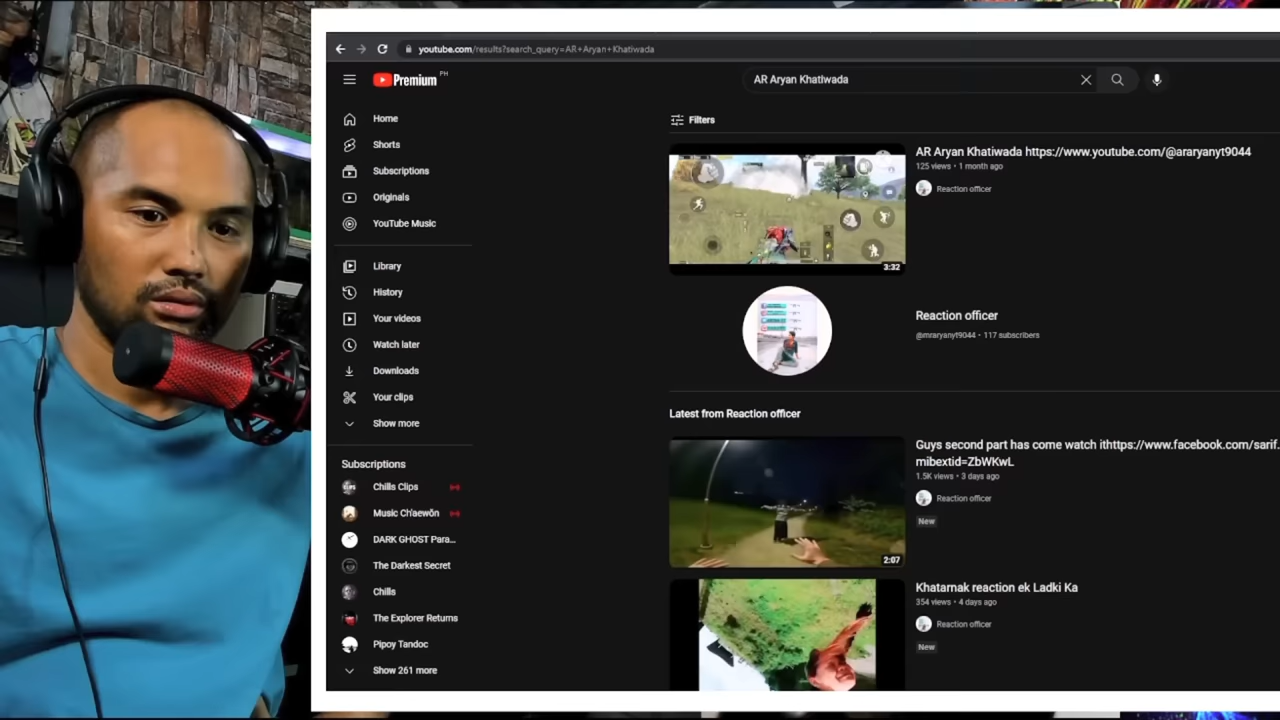 youtube.com/results?search_query=AR+Aryan+Khatiwada
Premium PH
AR Aryan Khatiwada
Home
Shorts
Subscriptions
Originals
YouTube Music
Library
History
Your videos
Watch later
Downloads
Your clips
Show more
Subscriptions
Chills Clips
Music Ch'aewŏn
DARK GHOST Para...
The Darkest Secret
Chills
The Explorer Returns
Pipoy Tandoc
Show 261 more
Filters
3:32
AR Aryan Khatiwada https://www.youtube.com/@araryanyt9044
125 views • 1 month ago
Reaction officer
Reaction officer
@mraryanyt9044 • 117 subscribers
Latest from Reaction officer
2:07
Guys second part has come watch ithttps://www.facebook.com/sarif.
mibextid=ZbWKwL
1.5K views • 3 days ago
Reaction officer
New
Khatarnak reaction ek Ladki Ka
354 views • 4 days ago
Reaction officer
New